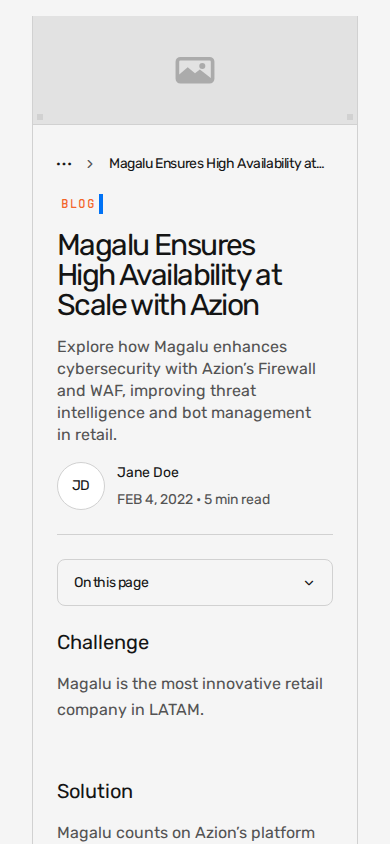 ... > Magalu Ensures High Availability at...
BLOG
Magalu Ensures
High Availability at
Scale with Azion
Explore how Magalu enhances
cybersecurity with Azion’s Firewall
and WAF, improving threat
intelligence and bot management
in retail.
JD
Jane Doe
FEB 4, 2022 • 5 min read
On this page
Challenge
Magalu is the most innovative retail
company in LATAM.
Solution
Magalu counts on Azion’s platform